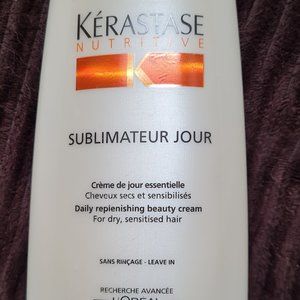 KÉRASTASE
NUTRITIVE
SUBLIMATEUR JOUR
Crème de jour essentielle
Cheveux secs et sensibilisés
Daily replenishing beauty cream
For dry, sensitised hair
SANS RINÇAGE - LEAVE IN
RECHERCHE AVANCÉE
L'ORÉAL